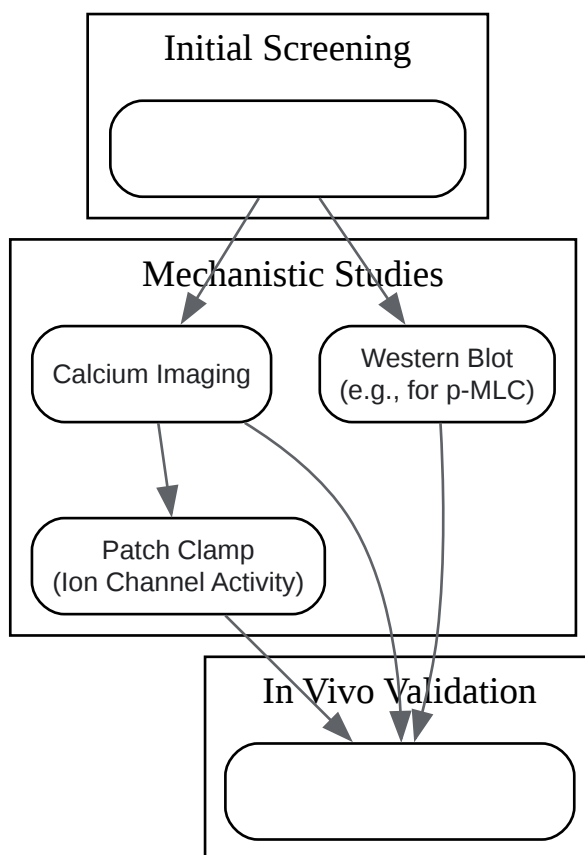 Initial Screening
Mechanistic Studies
Calcium Imaging
Western Blot
(e.g., for p-MLC)
Patch Clamp
(Ion Channel Activity)
In Vivo Validation